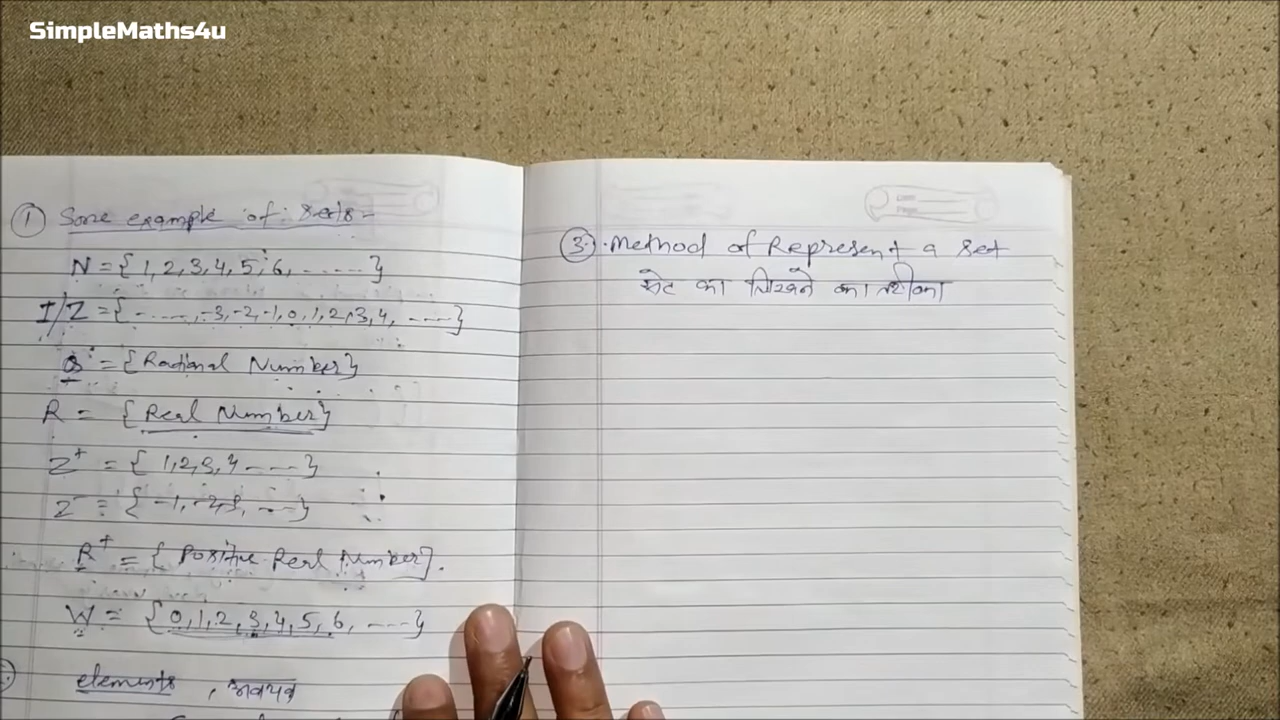 SimpleMaths4u
① Some example of sets-
N = { 1, 2, 3, 4, 5, 6, ...... }
I/Z = { ......, -3, -2, -1, 0, 1, 2, 3, 4, ...... }
Q = { Rational Number }
R = { Real Number }
Z⁺ = { 1, 2, 3, 4 ...... }
Z⁻ = { -1, -2, 3, ..... }
R⁺ = { Positive Real Number }.
W = { 0, 1, 2, 3, 4, 5, 6, ..... }
elements , अवयव
③. Method of Represent a set
सेट का लिखने का तरीका